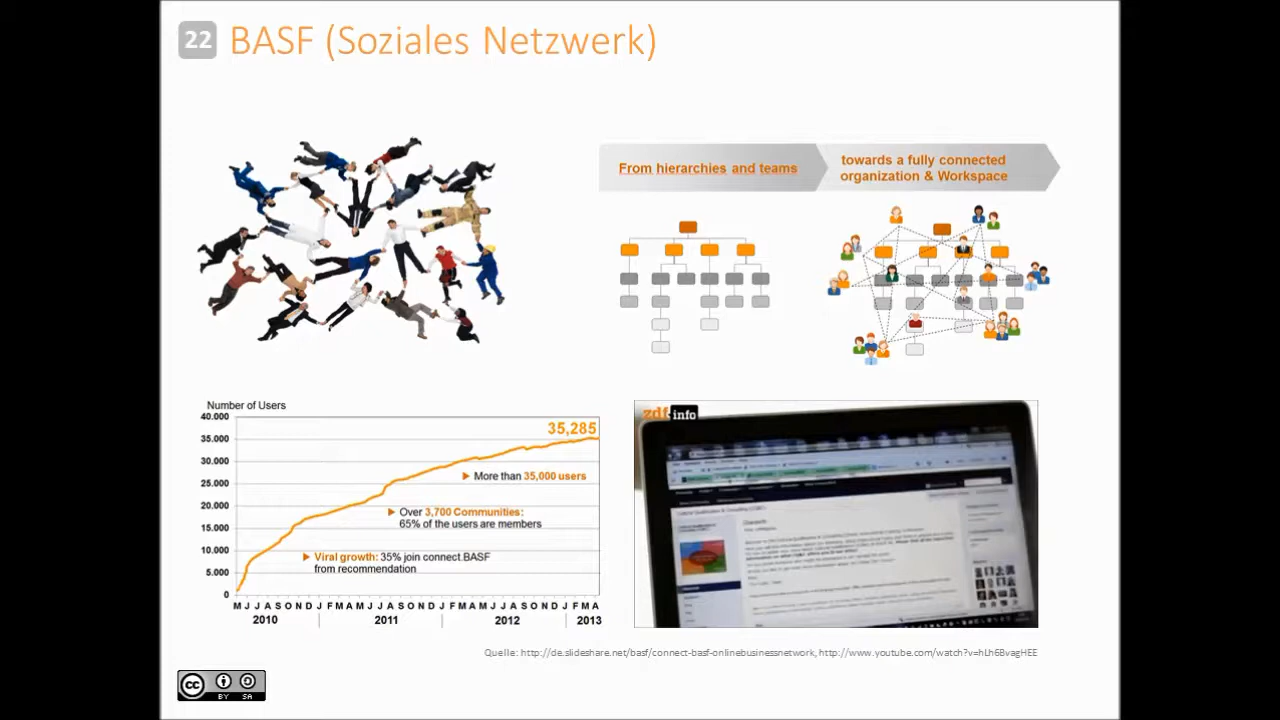 22 BASF (Soziales Netzwerk)
From hierarchies and teams
towards a fully connected
organization & Workspace
Number of Users
40.000
35.000
30.000
25.000
20.000
15.000
10.000
5.000
0
35,285
More than 35,000 users
Over 3,700 Communities:
65% of the users are members
Viral growth: 35% join connect.BASF
from recommendation
M J J A S O N D J F M A M J J A S O N D J F M A M J J A S O N D J F M A
2010 2011 2012 2013
zdf.info
Quelle: http://de.slideshare.net/basf/connect-basf-onlinebusinessnetwork, http://www.youtube.com/watch?v=hLh6BvagHEE
cc BY SA